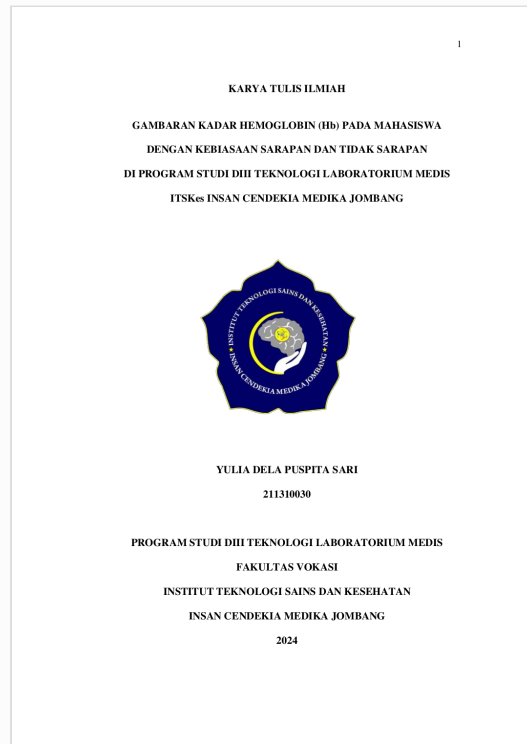 1
KARYA TULIS ILMIAH
GAMBARAN KADAR HEMOGLOBIN (Hb) PADA MAHASISWA
DENGAN KEBIASAAN SARAPAN DAN TIDAK SARAPAN
DI PROGRAM STUDI DIII TEKNOLOGI LABORATORIUM MEDIS
ITSKes INSAN CENDEKIA MEDIKA JOMBANG
INSTITUT TEKNOLOGI SAINS DAN KESEHATAN
INSAN CENDEKIA MEDIKA JOMBANG
YULIA DELA PUSPITA SARI
211310030
PROGRAM STUDI DIII TEKNOLOGI LABORATORIUM MEDIS
FAKULTAS VOKASI
INSTITUT TEKNOLOGI SAINS DAN KESEHATAN
INSAN CENDEKIA MEDIKA JOMBANG
2024